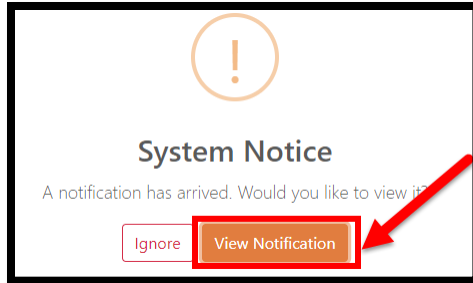 !
System Notice
A notification has arrived. Would you like to view it?
Ignore View Notification